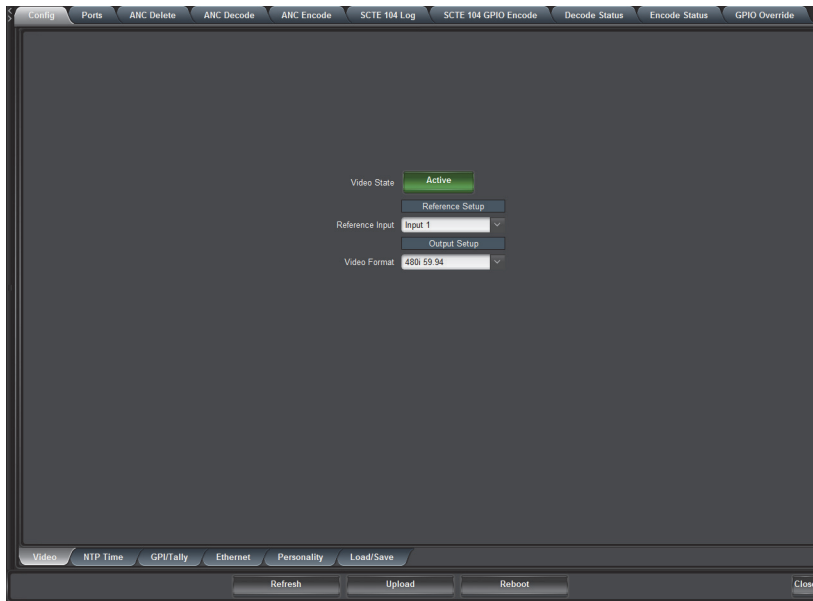 Config Ports ANC Delete ANC Decode ANC Encode SCTE 104 Log SCTE 104 GPIO Encode Decode Status Encode Status GPIO Override
Video State Active
Reference Setup
Reference Input Input 1
Output Setup
Video Format 480i 59.94
Video NTP Time GPI/Tally Ethernet Personality Load/Save
Refresh Upload Reboot Close